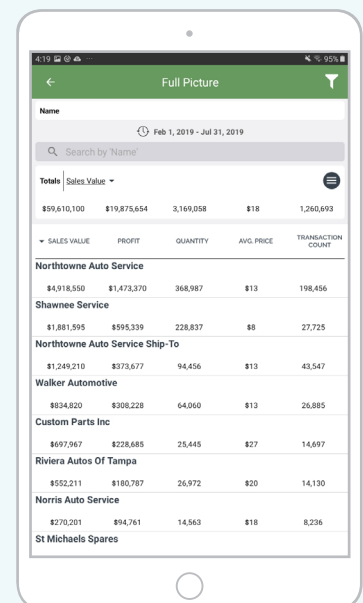 4:19 95%
Full Picture
Name
Feb 1, 2019 - Jul 31, 2019
Search by 'Name'
Totals Sales Value
$59,610,100 $19,875,654 3,169,058 $18 1,260,693
SALES VALUE PROFIT QUANTITY AVG. PRICE TRANSACTION COUNT
Northtowne Auto Service
$4,918,550 $1,473,370 368,987 $13 198,456
Shawnee Service
$1,881,595 $595,339 228,837 $8 27,725
Northtowne Auto Service Ship-To
$1,249,210 $373,677 94,456 $13 43,547
Walker Automotive
$834,820 $308,228 64,060 $13 26,885
Custom Parts Inc
$697,967 $228,685 25,445 $27 14,697
Riviera Autos Of Tampa
$552,211 $180,787 26,972 $20 14,130
Norris Auto Service
$270,201 $94,761 14,563 $18 8,236
St Michaels Spares